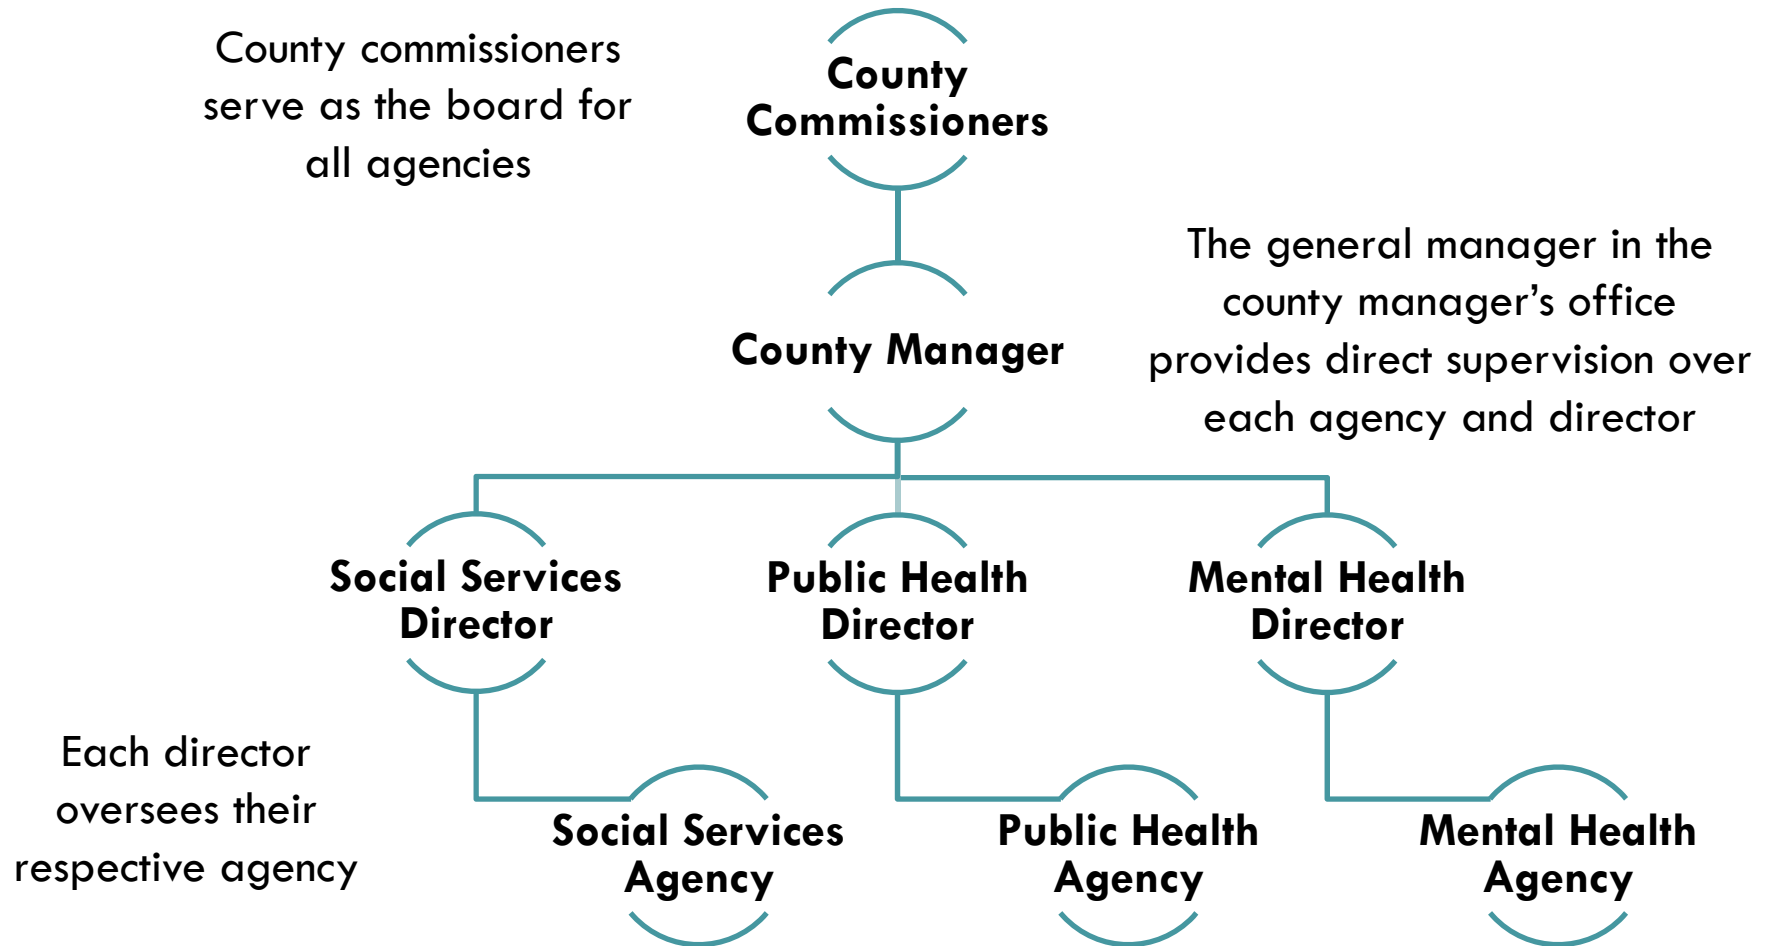 County commissioners
serve as the board for
all agencies
County
Commissioners
The general manager in the
county manager’s office
provides direct supervision over
each agency and director
County Manager
Social Services
Director
Public Health
Director
Mental Health
Director
Each director
oversees their
respective agency
Social Services
Agency
Public Health
Agency
Mental Health
Agency